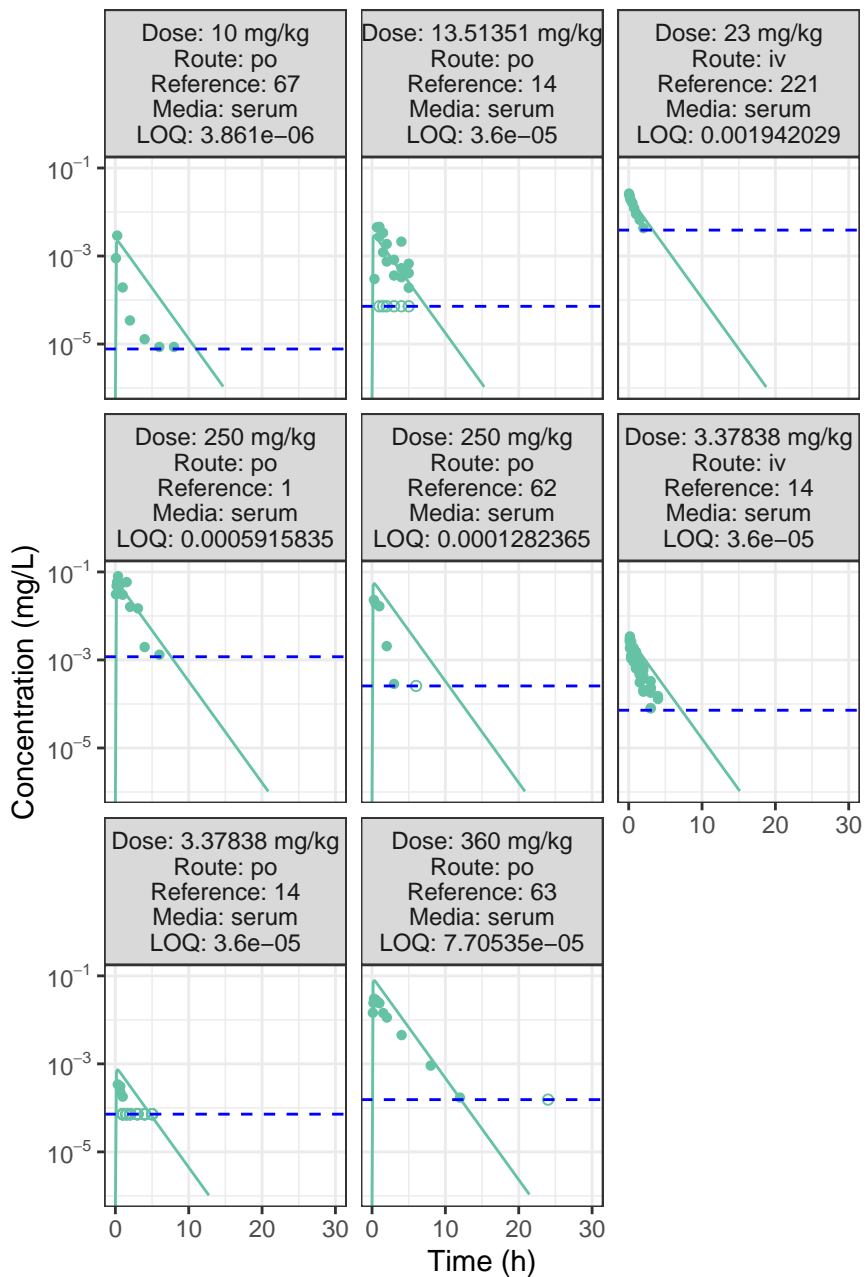 Dose: 10 mg/kg
Route: po
Reference: 67
Media: serum
LOQ: 3.861e−06
Dose: 13.51351 mg/kg
Route: po
Reference: 14
Media: serum
LOQ: 3.6e−05
Dose: 23 mg/kg
Route: iv
Reference: 221
Media: serum
LOQ: 0.001942029
10−1
10−3
10−5
Dose: 250 mg/kg
Route: po
Reference: 1
Media: serum
LOQ: 0.0005915835
Dose: 250 mg/kg
Route: po
Reference: 62
Media: serum
LOQ: 0.0001282365
Dose: 3.37838 mg/kg
Route: iv
Reference: 14
Media: serum
LOQ: 3.6e−05
10−1
10−3
10−5
0 10 20 30
Dose: 3.37838 mg/kg
Route: po
Reference: 14
Media: serum
LOQ: 3.6e−05
Dose: 360 mg/kg
Route: po
Reference: 63
Media: serum
LOQ: 7.70535e−05
10−1
10−3
10−5
0 10 20 30
0 10 20 30
Time (h)
Concentration (mg/L)